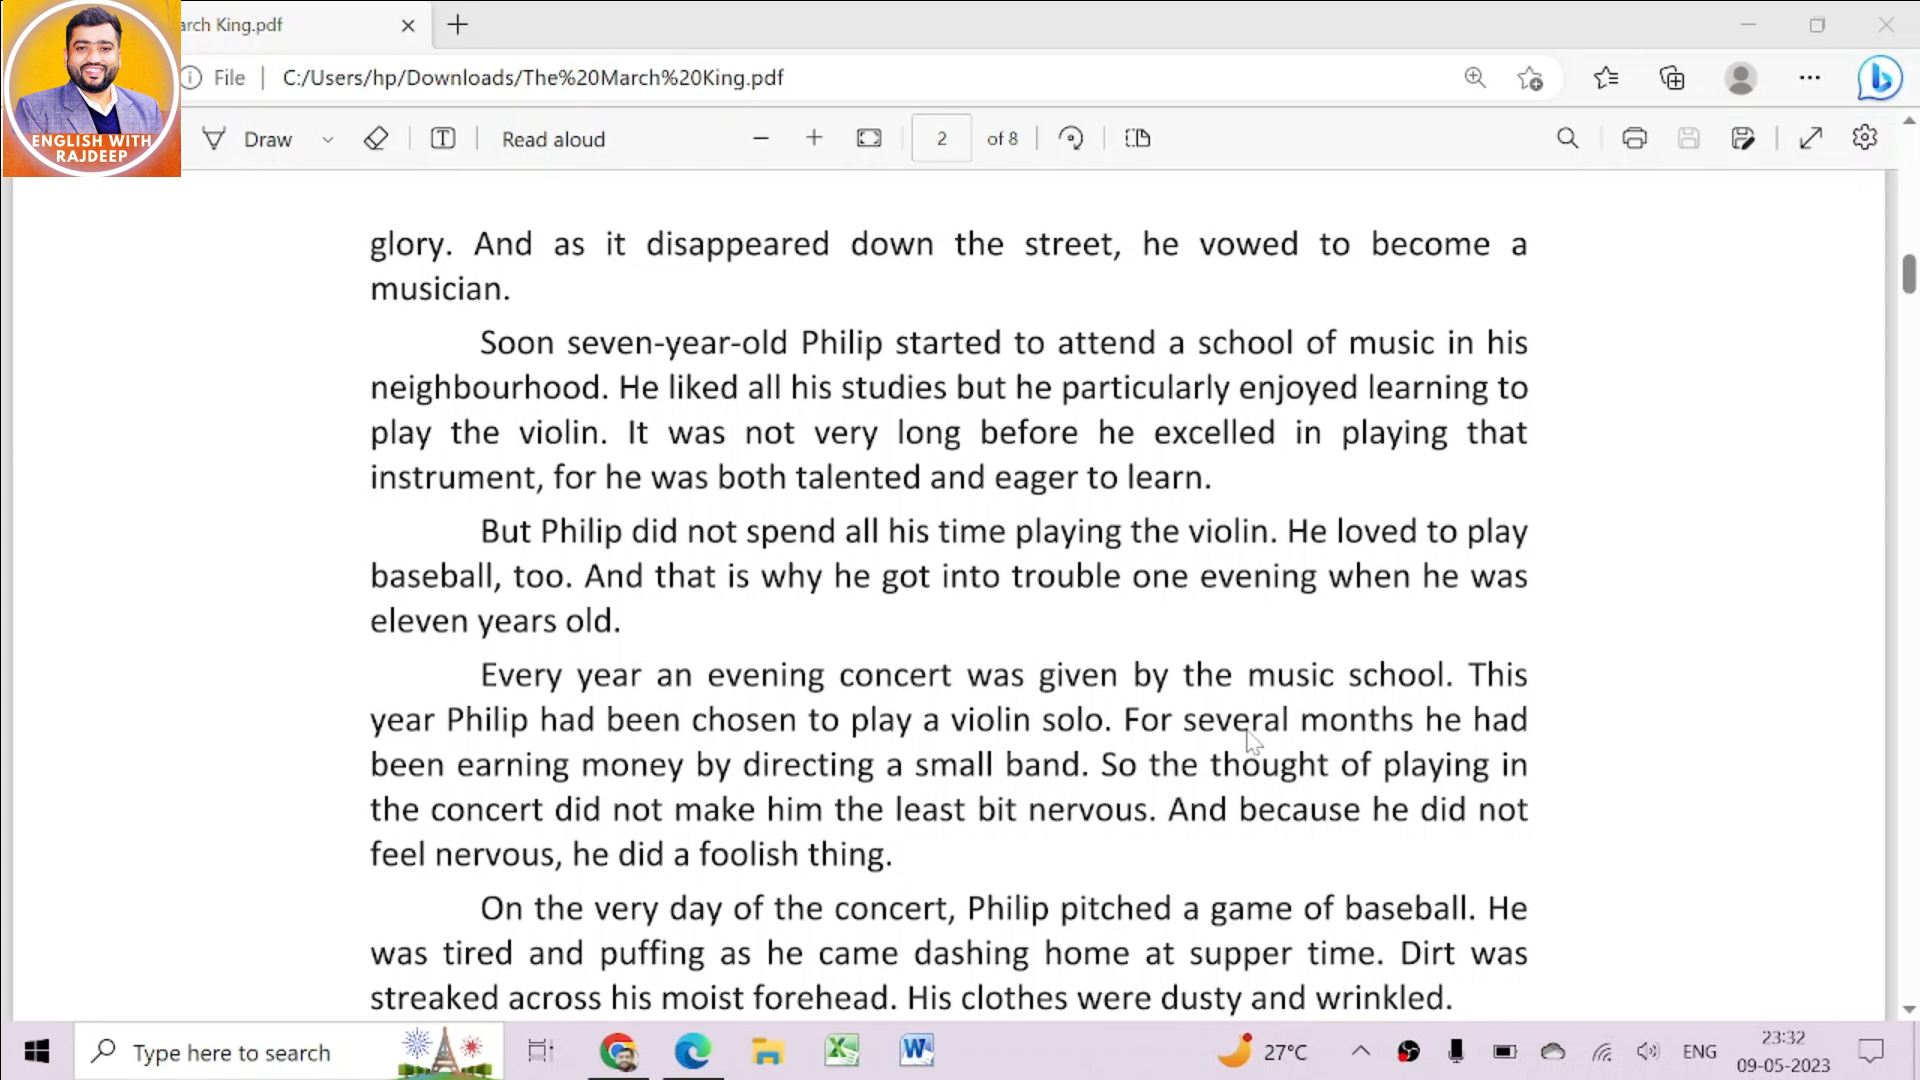 arch King.pdf
File
C:/Users/hp/Downloads/The%20March%20King.pdf
ENGLISH WITH
RAJDEEP
Draw
Read aloud
2
of 8
glory. And as it disappeared down the street, he vowed to become a
musician.
Soon seven-year-old Philip started to attend a school of music in his
neighbourhood. He liked all his studies but he particularly enjoyed learning to
play the violin. It was not very long before he excelled in playing that
instrument, for he was both talented and eager to learn.
But Philip did not spend all his time playing the violin. He loved to play
baseball, too. And that is why he got into trouble one evening when he was
eleven years old.
Every year an evening concert was given by the music school. This
year Philip had been chosen to play a violin solo. For several months he had
been earning money by directing a small band. So the thought of playing in
the concert did not make him the least bit nervous. And because he did not
feel nervous, he did a foolish thing.
On the very day of the concert, Philip pitched a game of baseball. He
was tired and puffing as he came dashing home at supper time. Dirt was
streaked across his moist forehead. His clothes were dusty and wrinkled.
Type here to search
27°C
ENG
23:32
09-05-2023